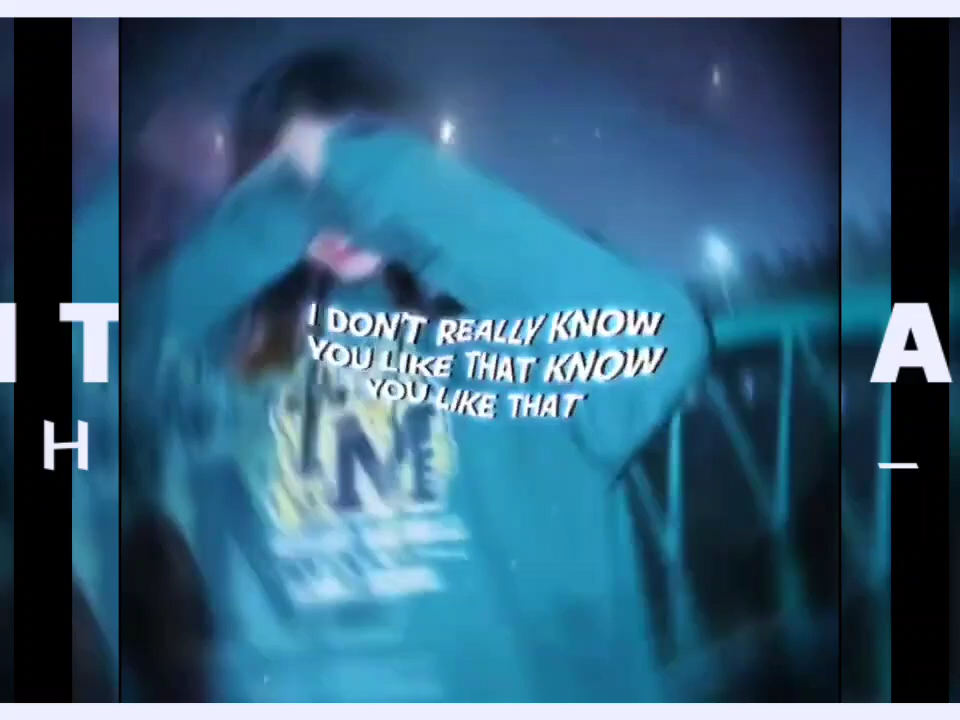 I DON'T REALLY KNOW
YOU LIKE THAT KNOW
YOU LIKE THAT
IT
A
H
_